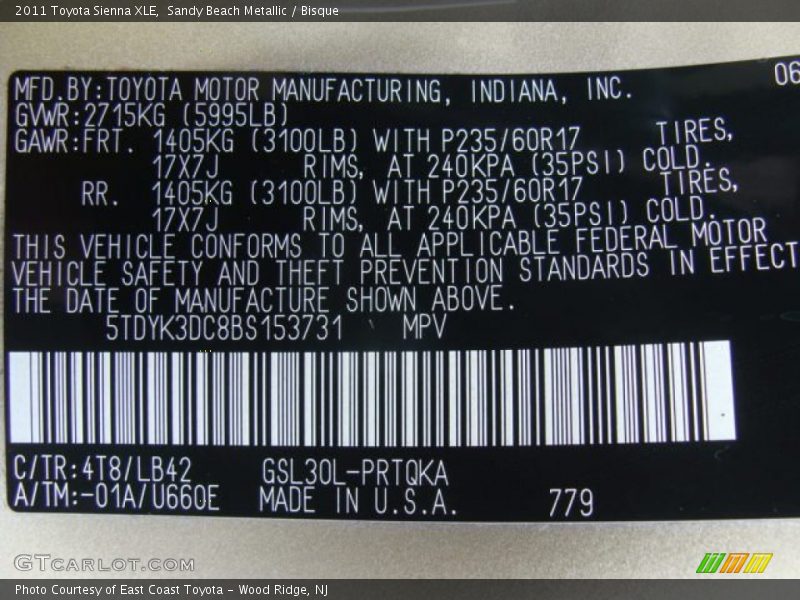 2011 Toyota Sienna XLE,  Sandy Beach Metallic / Bisque
MFD.BY:TOYOTA MOTOR MANUFACTURING, INDIANA, INC. 06
GVWR:2715KG (5995LB)
GAWR:FRT. 1405KG (3100LB) WITH P235/60R17 TIRES,
17X7J RIMS, AT 240KPA (35PSI) COLD.
RR. 1405KG (3100LB) WITH P235/60R17 TIRES,
17X7J RIMS, AT 240KPA (35PSI) COLD.
THIS VEHICLE CONFORMS TO ALL APPLICABLE FEDERAL MOTOR
VEHICLE SAFETY AND THEFT PREVENTION STANDARDS IN EFFECT
THE DATE OF MANUFACTURE SHOWN ABOVE.
5TDYK3DC8BS153731 MPV
C/TR:4T8/LB42 GSL30L-PRTQKA
A/TM:-01A/U660E MADE IN U.S.A. 779
GTCARLOT.COM
Photo Courtesy of East Coast Toyota – Wood Ridge, NJ